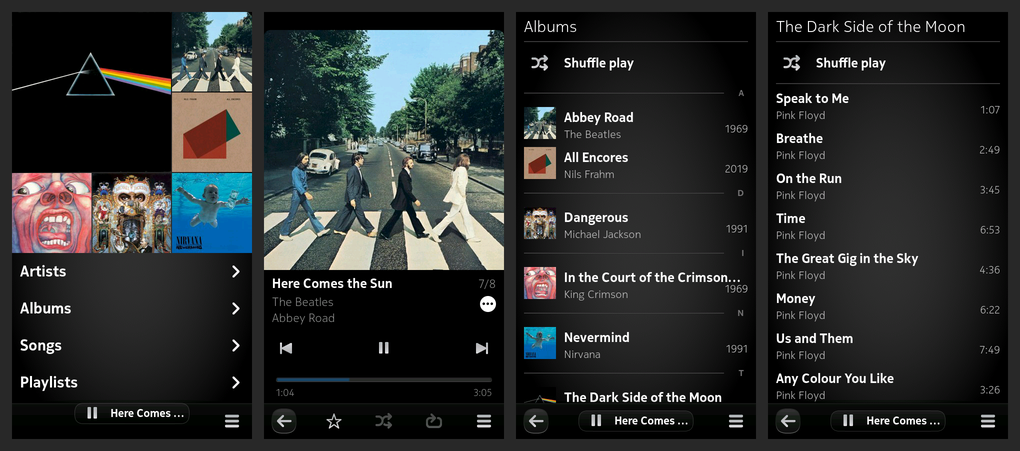 NIRVANA
Artists
Albums
Songs
Playlists
Here Comes ...
Here Comes the Sun
7/8
The Beatles
Abbey Road
1:04
3:05
Albums
Shuffle play
A
Abbey Road
The Beatles
1969
All Encores
Nils Frahm
2019
D
Dangerous
Michael Jackson
1991
I
In the Court of the Crimson...
King Crimson
1969
N
Nevermind
Nirvana
1991
T
The Dark Side of the Moon
Here Comes ...
The Dark Side of the Moon
Shuffle play
Speak to Me
Pink Floyd
1:07
Breathe
Pink Floyd
2:49
On the Run
Pink Floyd
3:45
Time
Pink Floyd
6:53
The Great Gig in the Sky
Pink Floyd
4:36
Money
Pink Floyd
6:22
Us and Them
Pink Floyd
7:49
Any Colour You Like
Pink Floyd
3:26
Here Comes ...